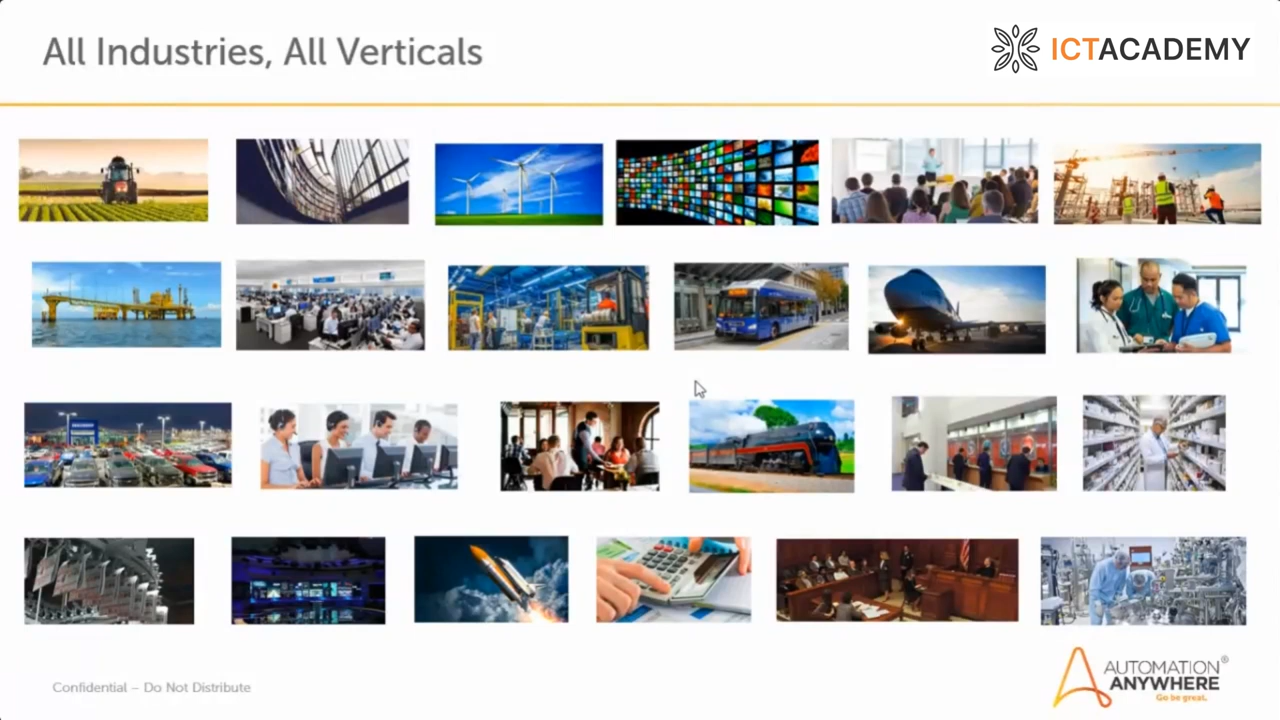 All Industries, All Verticals
ICTACADEMY
Confidential – Do Not Distribute
AUTOMATION
ANYWHERE®
Go be great.